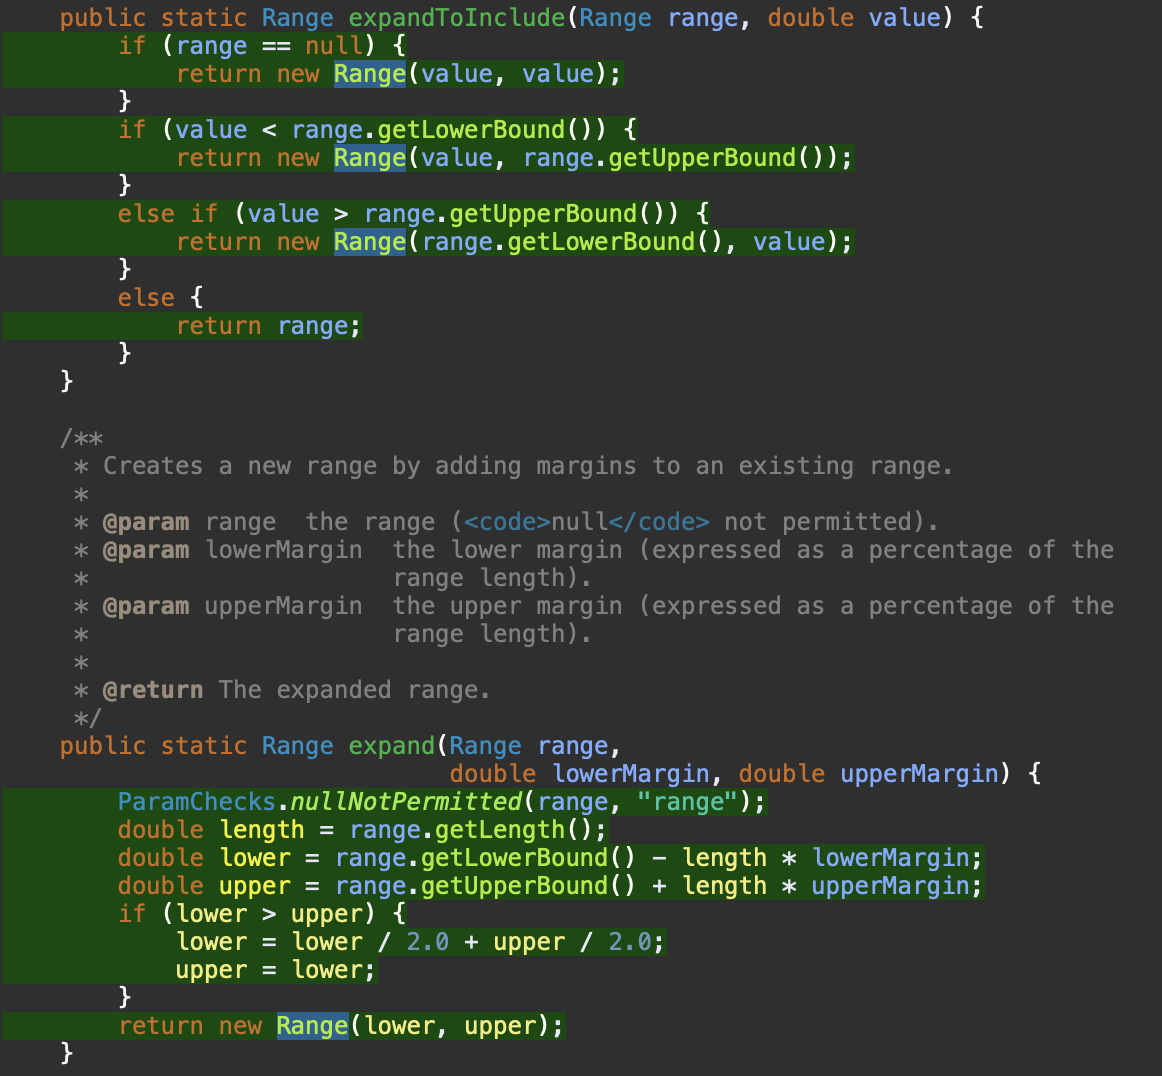 public static Range expandToInclude(Range range, double value) {
if (range == null) {
return new Range(value, value);
}
if (value < range.getLowerBound()) {
return new Range(value, range.getUpperBound());
}
else if (value > range.getUpperBound()) {
return new Range(range.getLowerBound(), value);
}
else {
return range;
}
}
/**
* Creates a new range by adding margins to an existing range.
*
* @param range  the range (<code>null</code> not permitted).
* @param lowerMargin  the lower margin (expressed as a percentage of the
*                     range length).
* @param upperMargin  the upper margin (expressed as a percentage of the
*                     range length).
*
* @return The expanded range.
*/
public static Range expand(Range range,
double lowerMargin, double upperMargin) {
ParamChecks.nullNotPermitted(range, "range");
double length = range.getLength();
double lower = range.getLowerBound() - length * lowerMargin;
double upper = range.getUpperBound() + length * upperMargin;
if (lower > upper) {
lower = lower / 2.0 + upper / 2.0;
upper = lower;
}
return new Range(lower, upper);
}